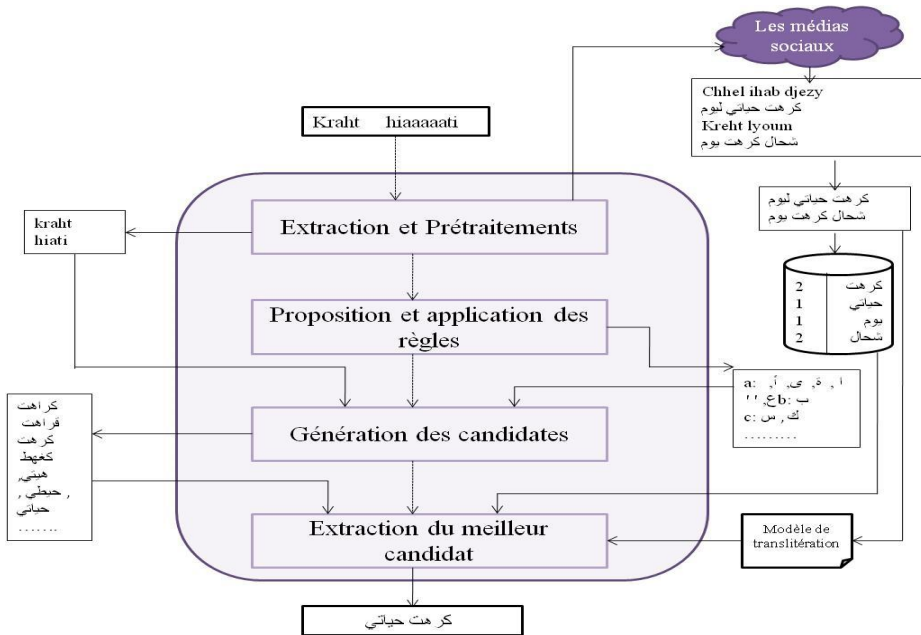 Les médias
sociaux
Chhel ihab djezy
كرهت حياتي ليوم
Kreht lyoum
شحال كرهت يوم
Kraht hiaaaaati
كرهت حياتي ليوم
شحال كرهت يوم
Extraction et Prétraitements
kraht
hiati
2 كرهت
1 حياتي
1 يوم
2 شحال
Proposition et application des
règles
a: ا , ة, ى, أ,
ع, ' ' b: ب
c: ك, س
.........
كراهت
قراهت
كرهت
كغهط
هيتي,
حيطي ,
حياتي
.......
Génération des candidates
Extraction du meilleur
candidat
Modèle de
translitération
كرهت حياتي